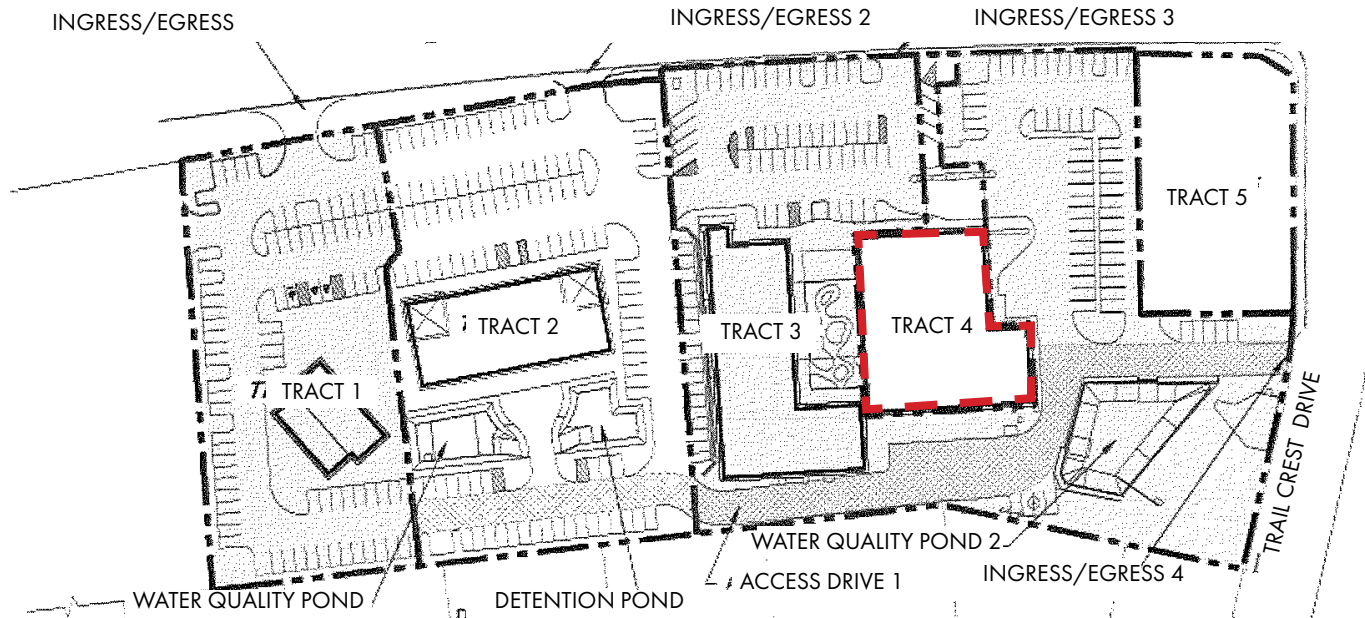 INGRESS/EGRESS
INGRESS/EGRESS 2
INGRESS/EGRESS 3
TRACT 5
TRACT 2
TRACT 3
TRACT 4
TRACT 1
TRAIL CREST DRIVE
WATER QUALITY POND 2
INGRESS/EGRESS 4
ACCESS DRIVE 1
WATER QUALITY POND
DETENTION POND